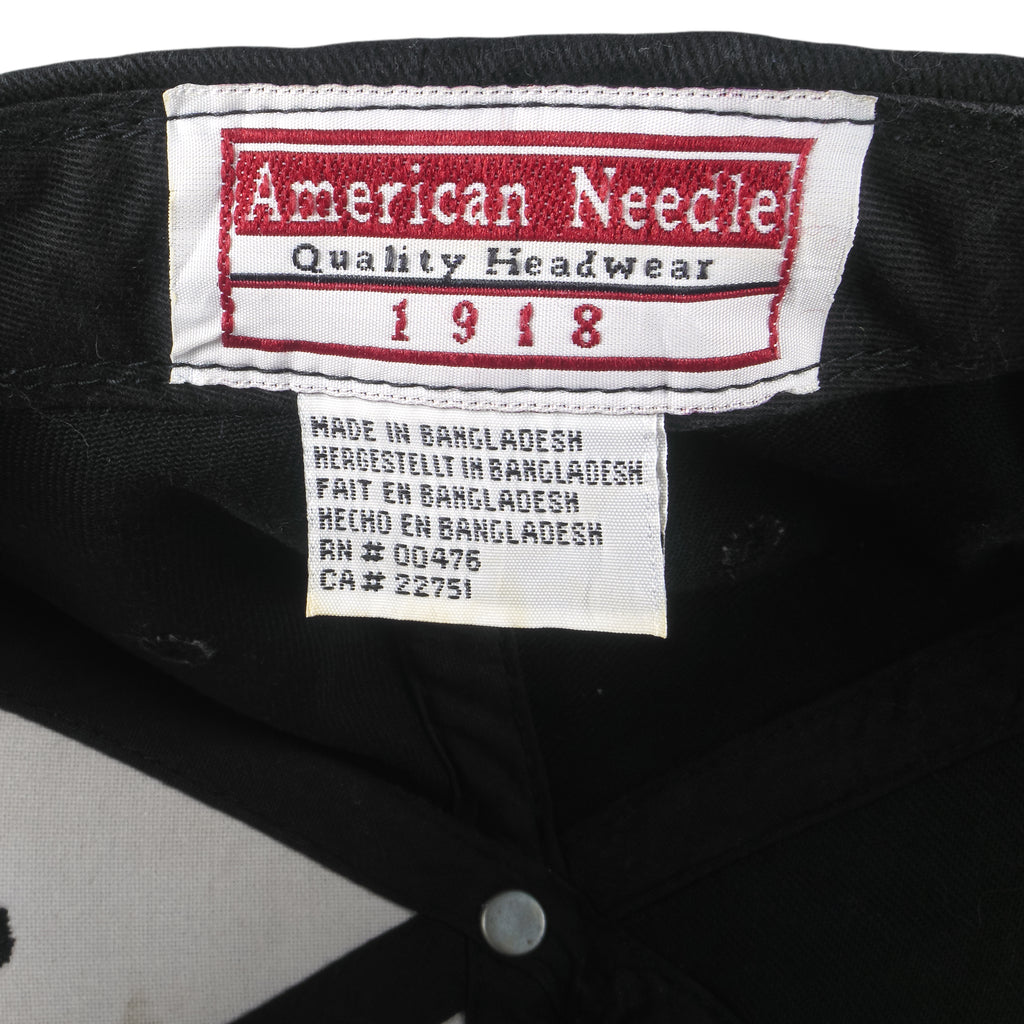 American Needle
Quality Headwear
1918
MADE IN BANGLADESH
HERGESTELLT IN BANGLADESH
FAIT EN BANGLADESH
HECHO EN BANGLADESH
RN # 00476
CA# 22751